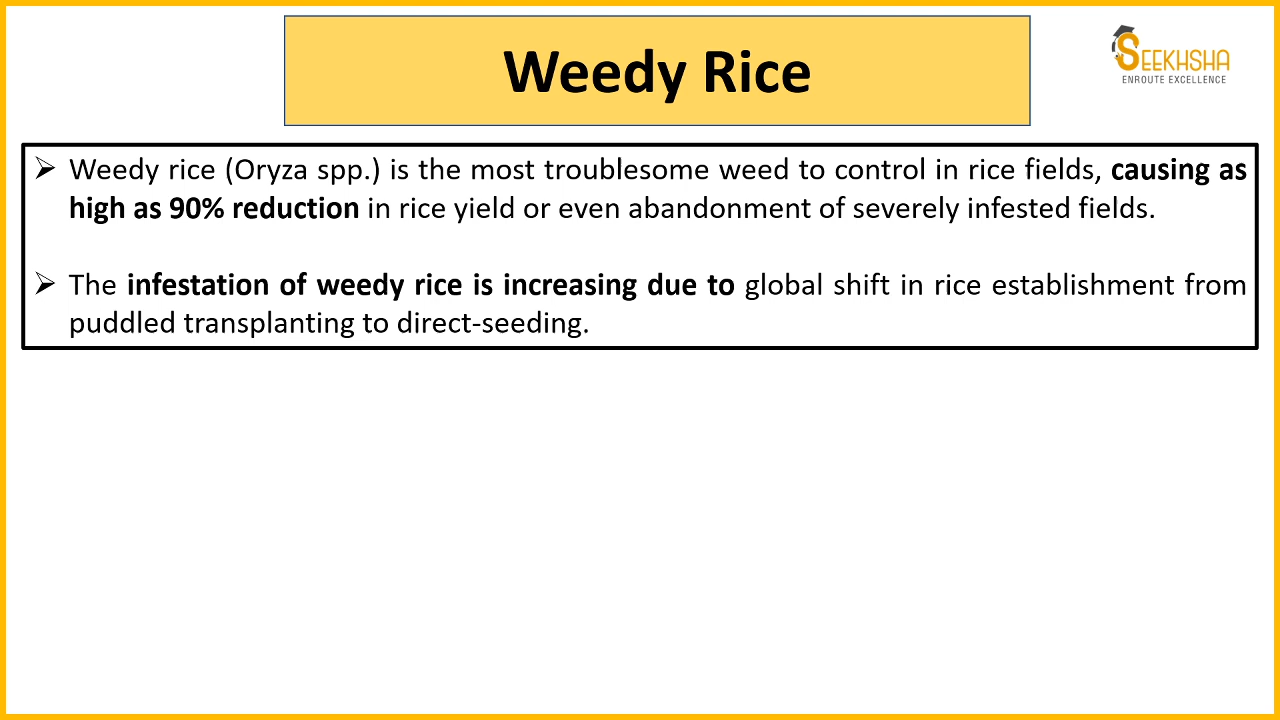 Weedy Rice
SEEKHSHA
ENROUTE EXCELLENCE
➢ Weedy rice (Oryza spp.) is the most troublesome weed to control in rice fields, causing as
high as 90% reduction in rice yield or even abandonment of severely infested fields.
➢ The infestation of weedy rice is increasing due to global shift in rice establishment from
puddled transplanting to direct-seeding.